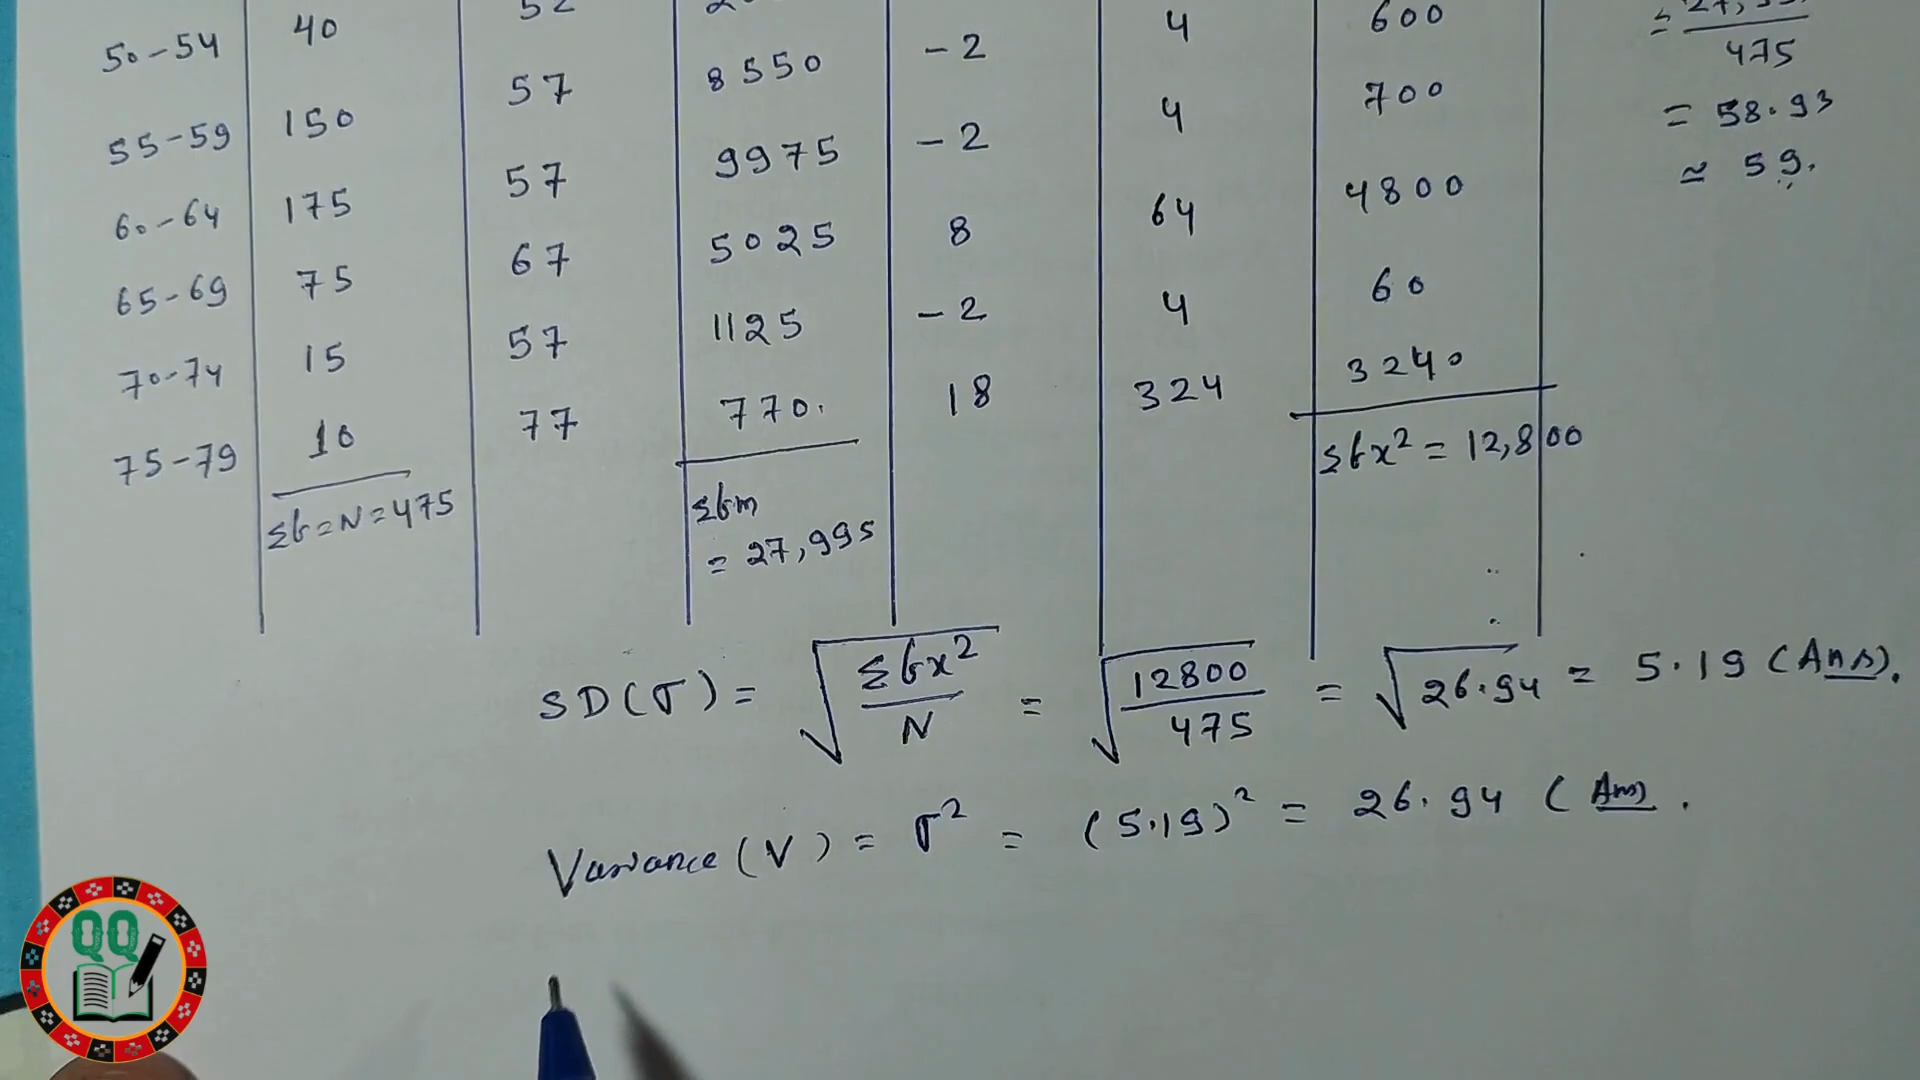 50-54 40 52 600 = 27,995 / 475
55-59 150 57 8550 -2 4 700 = 58.93
60-64 175 57 9975 -2 4 4800 ≃ 59.
65-69 75 67 5025 8 64 60
70-74 15 57 1125 -2 4 3240
75-79 10 77 770. 18 324 Σfx² = 12,800
Σf=N=475 Σfm = 27,995
SD(σ) = √(Σfx² / N) = √(12800 / 475) = √26.94 = 5.19 (Ans).
Variance (V) = σ² = (5.19)² = 26.94 (Ans).
QQ